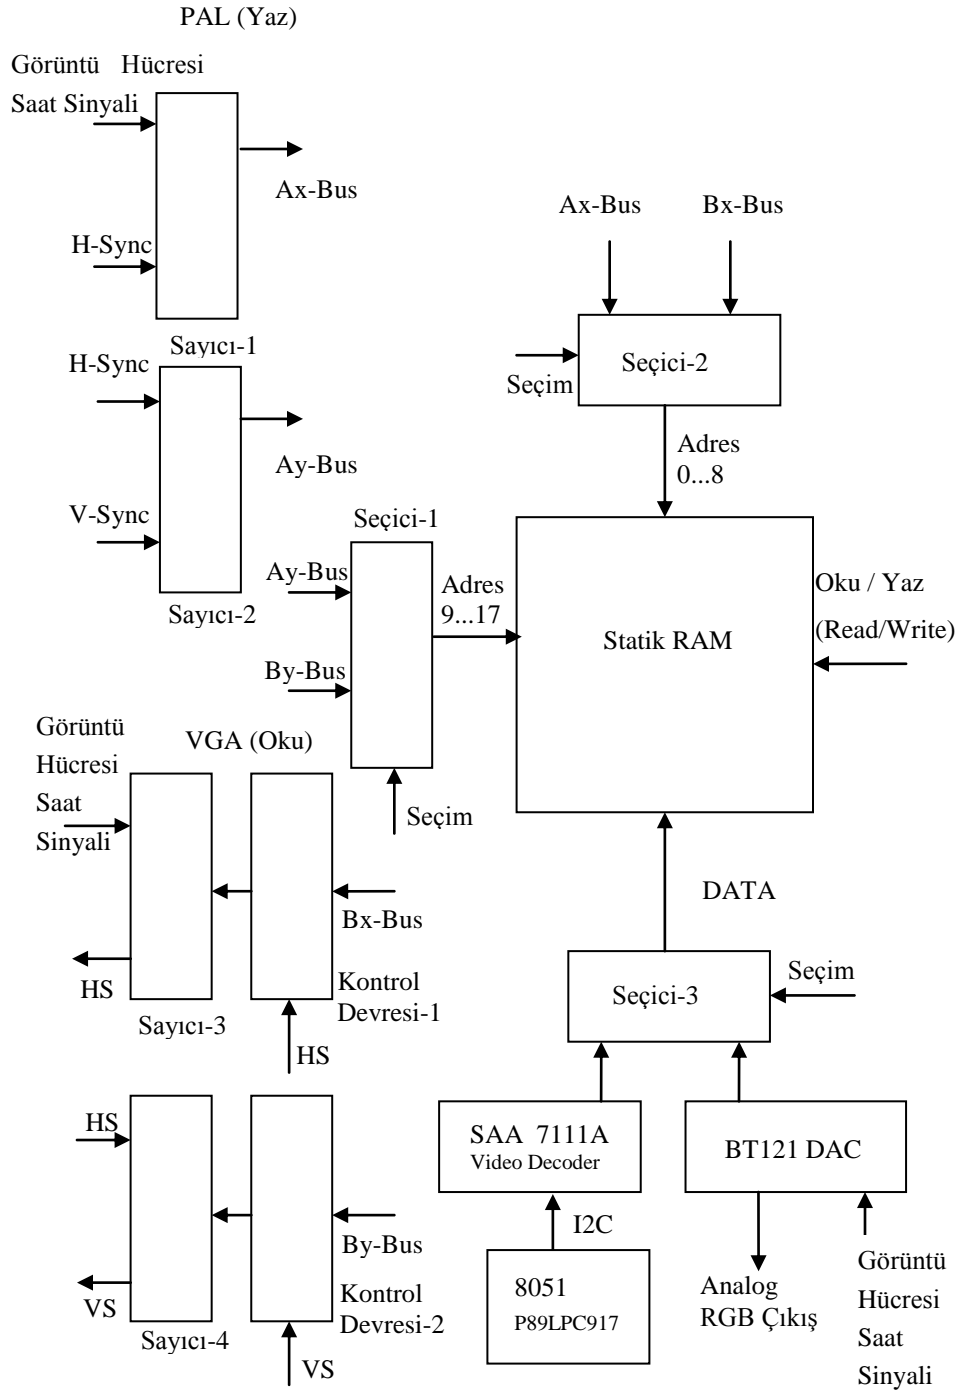 PAL (Yaz)
Görüntü Hücresi
Saat Sinyali
Ax-Bus
H-Sync
Sayıcı-1
H-Sync
Ay-Bus
V-Sync
Sayıcı-2
Ax-Bus Bx-Bus
Seçici-2
Seçim
Adres
0...8
Seçici-1
Ay-Bus
Adres
9...17
By-Bus
Seçim
Statik RAM
Oku / Yaz
(Read/Write)
VGA (Oku)
Görüntü
Hücresi
Saat
Sinyali
Bx-Bus
HS
Sayıcı-3
Kontrol
Devresi-1
HS
DATA
Seçici-3
Seçim
HS
By-Bus
VS
Sayıcı-4
Kontrol
Devresi-2
VS
SAA 7111A
Video Decoder
I2C
8051
P89LPC917
BT121 DAC
Analog
RGB Çıkış
Görüntü
Hücresi
Saat
Sinyali